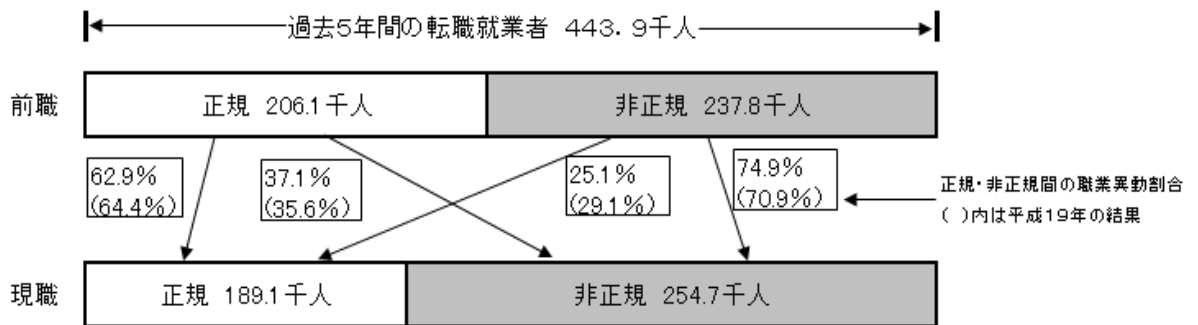 過去5年間の転職就業者 443.9千人
前職
正規 206.1千人
非正規 237.8千人
62.9%
(64.4%)
37.1%
(35.6%)
25.1%
(29.1%)
74.9%
(70.9%)
正規・非正規間の職業異動割合
( )内は平成19年の結果
現職
正規 189.1千人
非正規 254.7千人